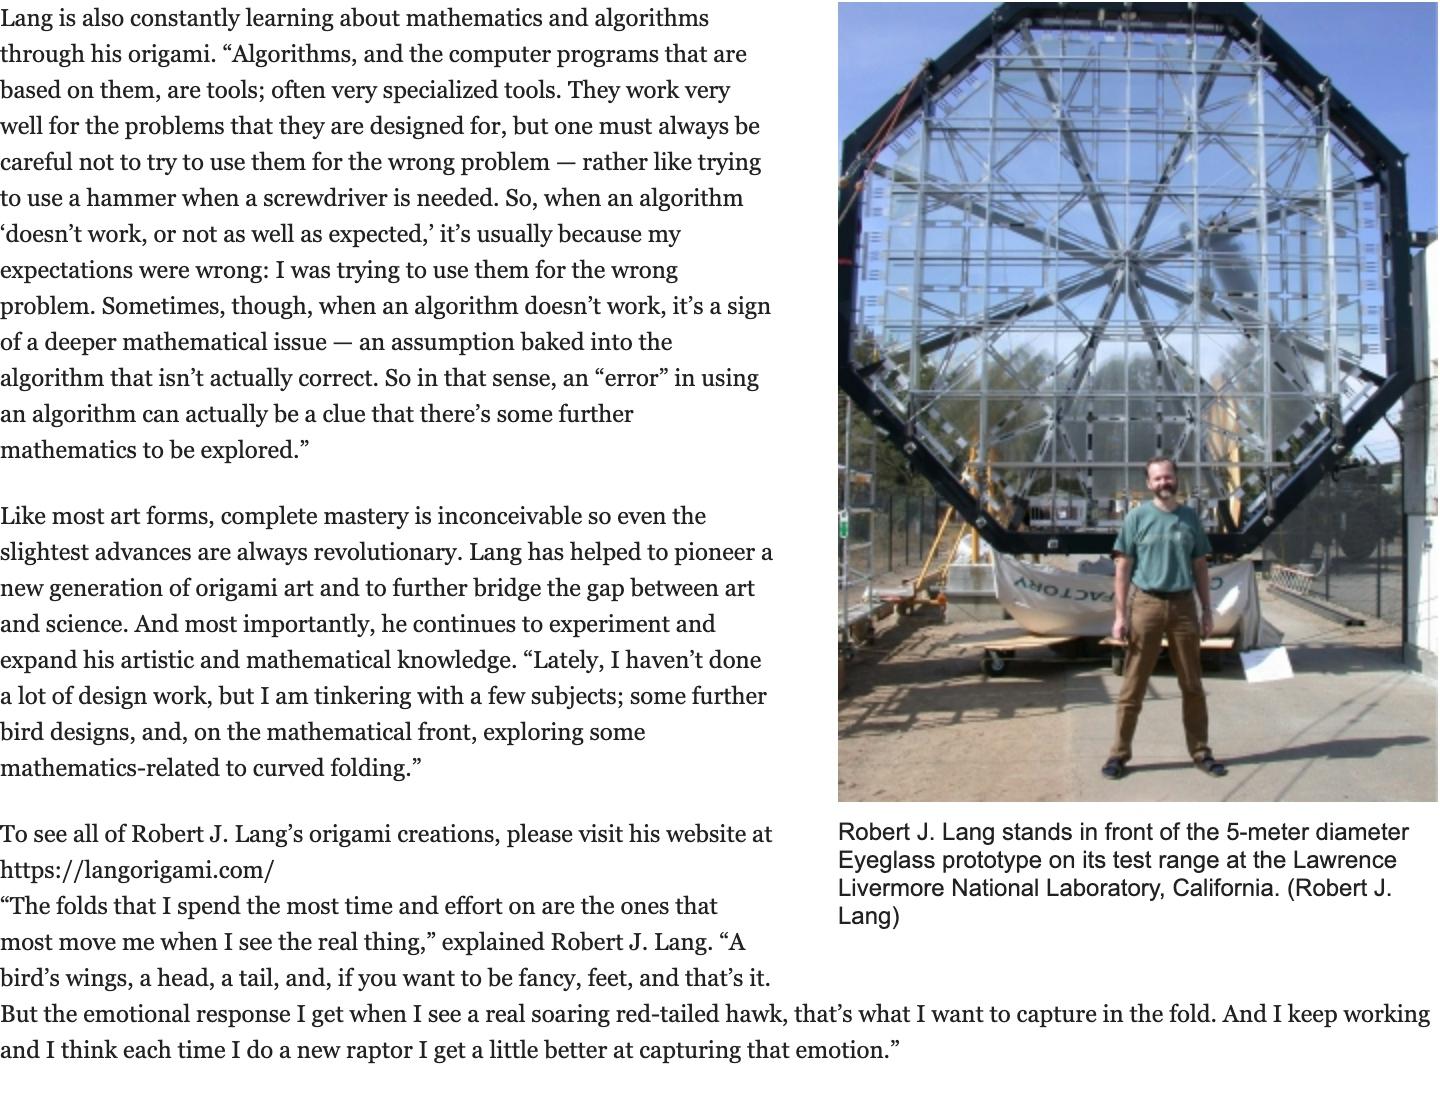 Lang is also constantly learning about mathematics and algorithms
through his origami. “Algorithms, and the computer programs that are
based on them, are tools; often very specialized tools. They work very
well for the problems that they are designed for, but one must always be
careful not to try to use them for the wrong problem — rather like trying
to use a hammer when a screwdriver is needed. So, when an algorithm
‘doesn’t work, or not as well as expected,’ it’s usually because my
expectations were wrong: I was trying to use them for the wrong
problem. Sometimes, though, when an algorithm doesn’t work, it’s a sign
of a deeper mathematical issue — an assumption baked into the
algorithm that isn’t actually correct. So in that sense, an “error” in using
an algorithm can actually be a clue that there’s some further
mathematics to be explored.”
Like most art forms, complete mastery is inconceivable so even the
slightest advances are always revolutionary. Lang has helped to pioneer a
new generation of origami art and to further bridge the gap between art
and science. And most importantly, he continues to experiment and
expand his artistic and mathematical knowledge. “Lately, I haven’t done
a lot of design work, but I am tinkering with a few subjects; some further
bird designs, and, on the mathematical front, exploring some
mathematics-related to curved folding.”
To see all of Robert J. Lang’s origami creations, please visit his website at
https://langorigami.com/
“The folds that I spend the most time and effort on are the ones that
most move me when I see the real thing,” explained Robert J. Lang. “A
bird’s wings, a head, a tail, and, if you want to be fancy, feet, and that’s it.
But the emotional response I get when I see a real soaring red-tailed hawk, that’s what I want to capture in the fold. And I keep working
and I think each time I do a new raptor I get a little better at capturing that emotion.”
FACTORY
Robert J. Lang stands in front of the 5-meter diameter
Eyeglass prototype on its test range at the Lawrence
Livermore National Laboratory, California. (Robert J.
Lang)